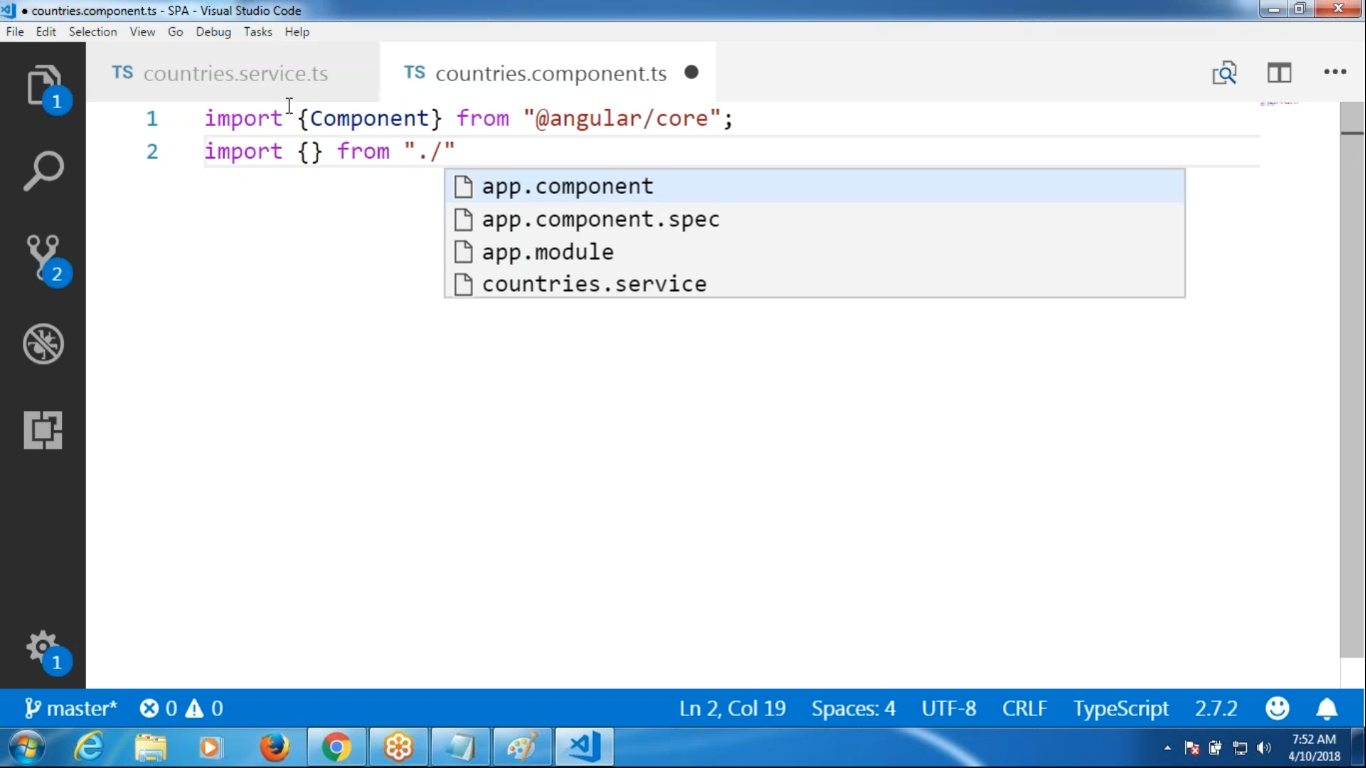 ● countries.component.ts - SPA - Visual Studio Code
File Edit Selection View Go Debug Tasks Help
TS countries.service.ts TS countries.component.ts ●
1 import {Component} from "@angular/core";
2 import {} from "./"
app.component
app.component.spec
app.module
countries.service
1
2
1
master* 0 0 Ln 2, Col 19 Spaces: 4 UTF-8 CRLF TypeScript 2.7.2
7:52 AM
4/10/2018